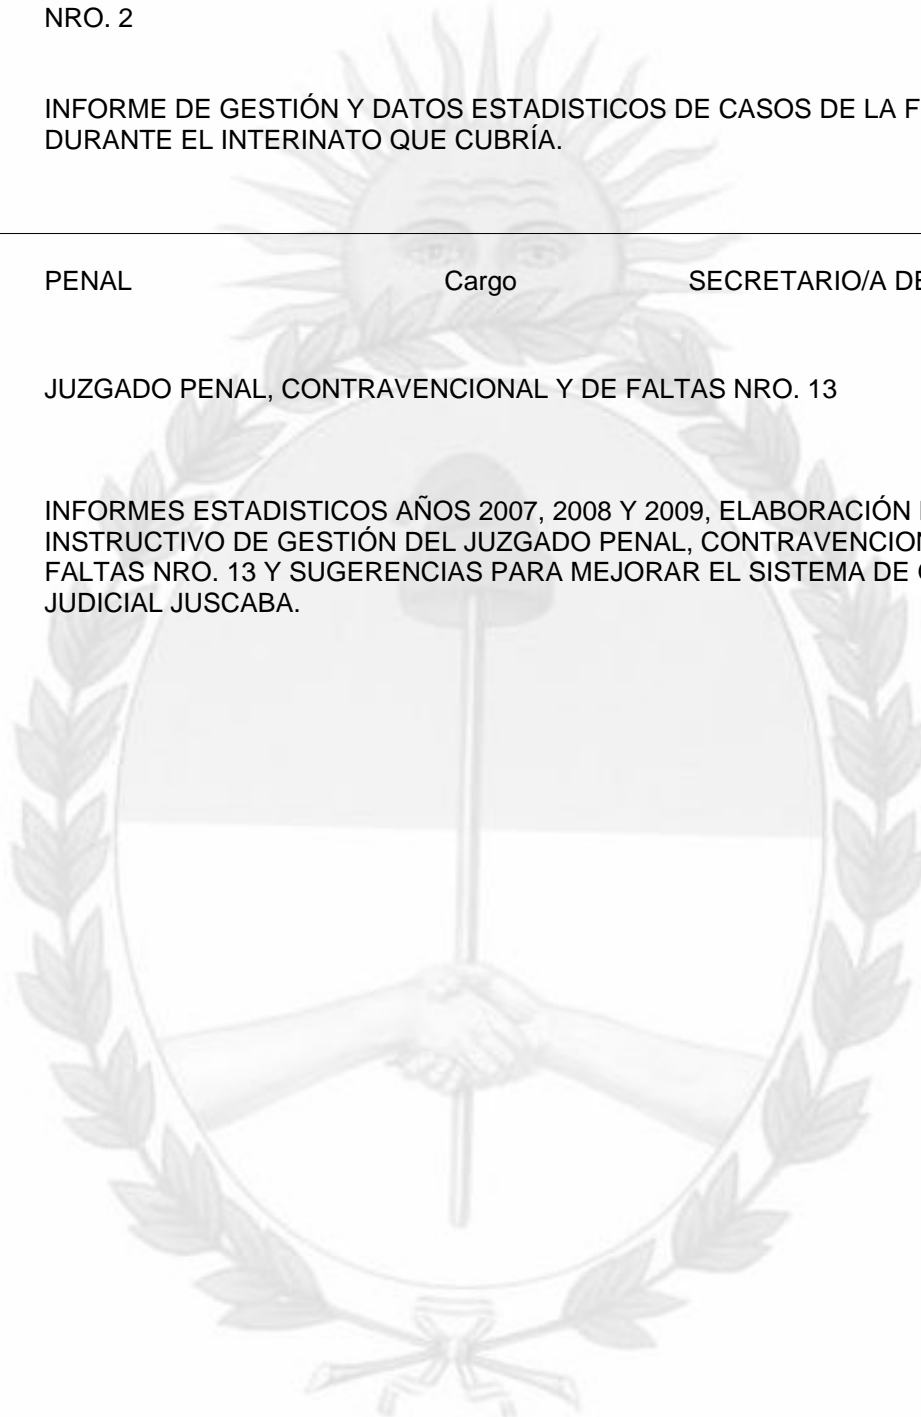 NRO. 2
INFORME DE GESTIÓN Y DATOS ESTADISTICOS DE CASOS DE LA F
DURANTE EL INTERINATO QUE CUBRÍA.
PENAL Cargo SECRETARIO/A DE
JUZGADO PENAL, CONTRAVENCIONAL Y DE FALTAS NRO. 13
INFORMES ESTADISTICOS AÑOS 2007, 2008 Y 2009, ELABORACIÓN
INSTRUCTIVO DE GESTIÓN DEL JUZGADO PENAL, CONTRAVENCION
FALTAS NRO. 13 Y SUGERENCIAS PARA MEJORAR EL SISTEMA DE
JUDICIAL JUSCABA.